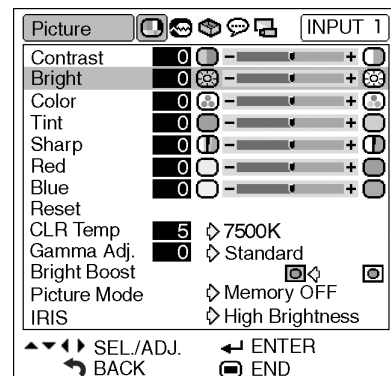 Picture INPUT 1
Contrast 0 - +
Bright 0 - +
Color 0 - +
Tint 0 - +
Sharp 0 - +
Red 0 - +
Blue 0 - +
Reset
CLR Temp 5 7500K
Gamma Adj. 0 Standard
Bright Boost
Picture Mode Memory OFF
IRIS High Brightness
SEL./ADJ. ENTER
BACK END